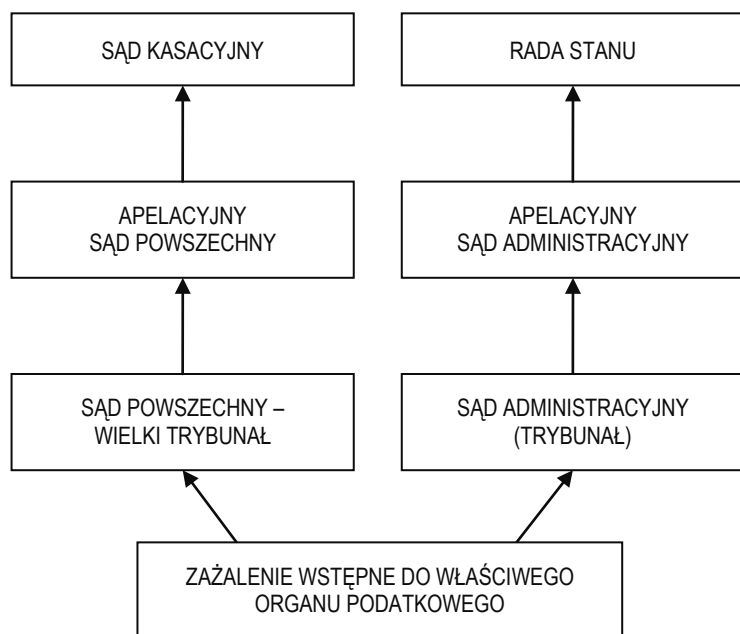 SĄD KASACYJNY
RADA STANU
APELACYJNY
SĄD POWSZECHNY
APELACYJNY
SĄD ADMINISTRACYJNY
SĄD POWSZECHNY –
WIELKI TRYBUNAŁ
SĄD ADMINISTRACYJNY
(TRYBUNAŁ)
ZAŻALENIE WSTĘPNE DO WŁAŚCIWEGO
ORGANU PODATKOWEGO